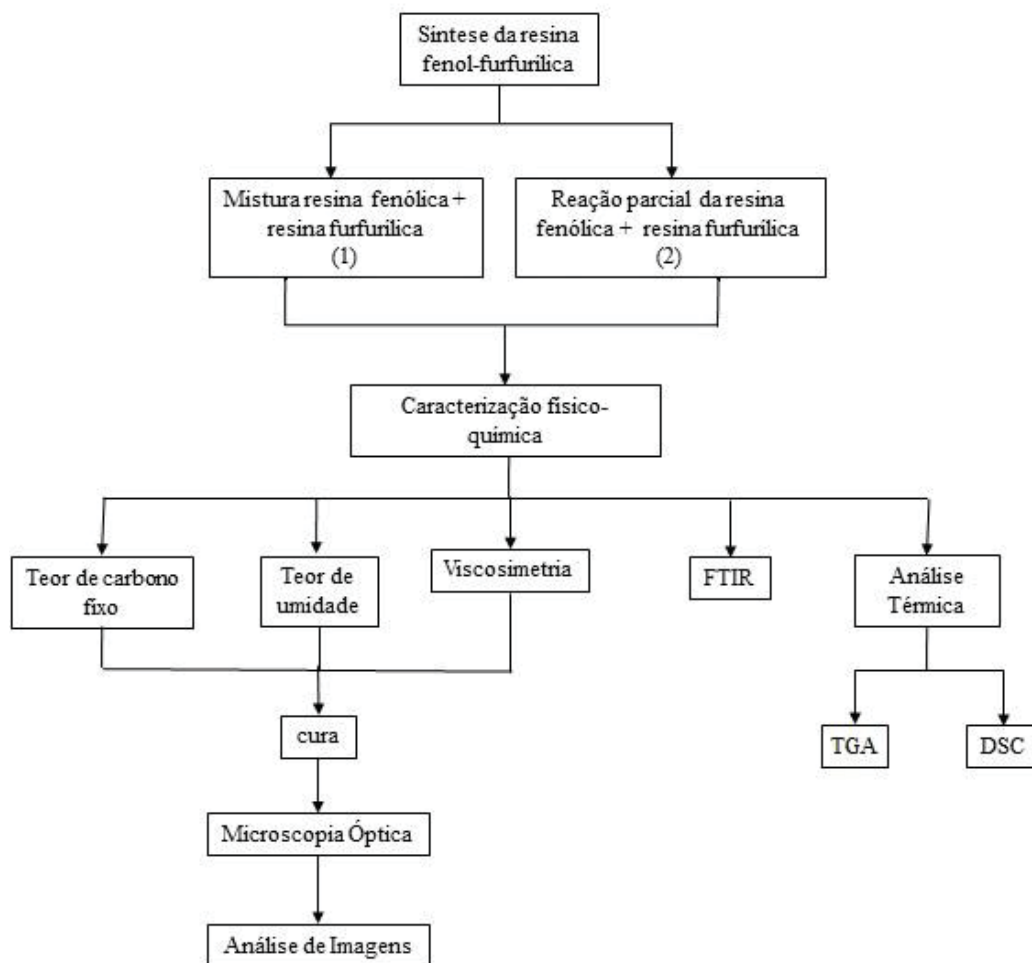 Síntese da resina
fenol-furfurílica
Mistura resina fenólica +
resina furfurílica
(1)
Reação parcial da resina
fenólica + resina furfurílica
(2)
Caracterização físico-
química
Teor de carbono
fixo
Teor de
umidade
Viscosimetria
FTIR
Análise
Térmica
TGA
DSC
cura
Microscopia Óptica
Análise de Imagens